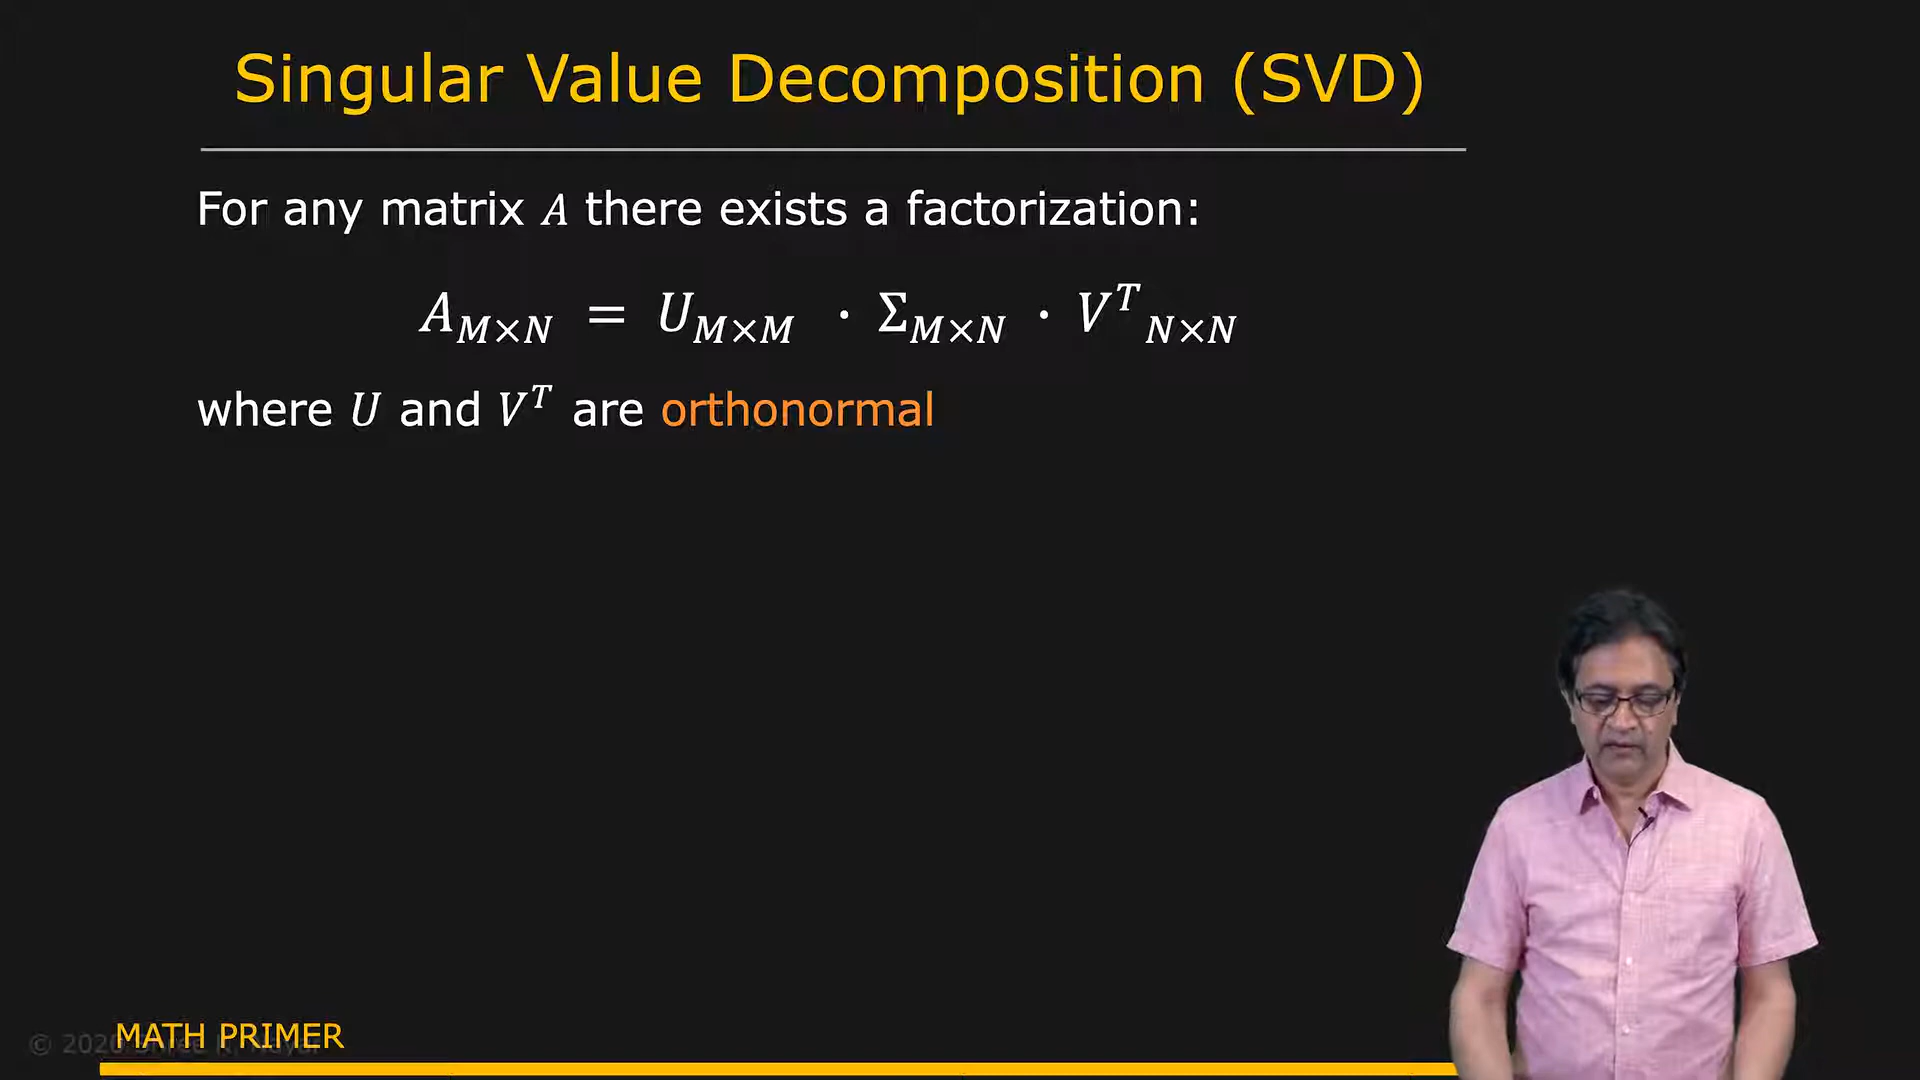 Singular Value Decomposition (SVD)
For any matrix A there exists a factorization:
A_{M×N} = U_{M×M} · Σ_{M×N} · V^T_{N×N}
where U and V^T are orthonormal
MATH PRIMER
© 2020